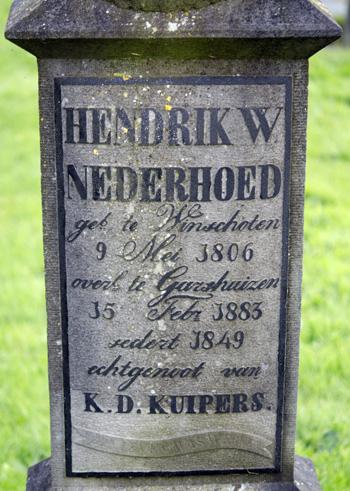 HENDRIK W
NEDERHOED
geb te Winschoten
9 Mei 1806
overl te Garshuizen
15 Febr 1883
sedert 1849
echtgenoot van
K. D. KUIPERS.